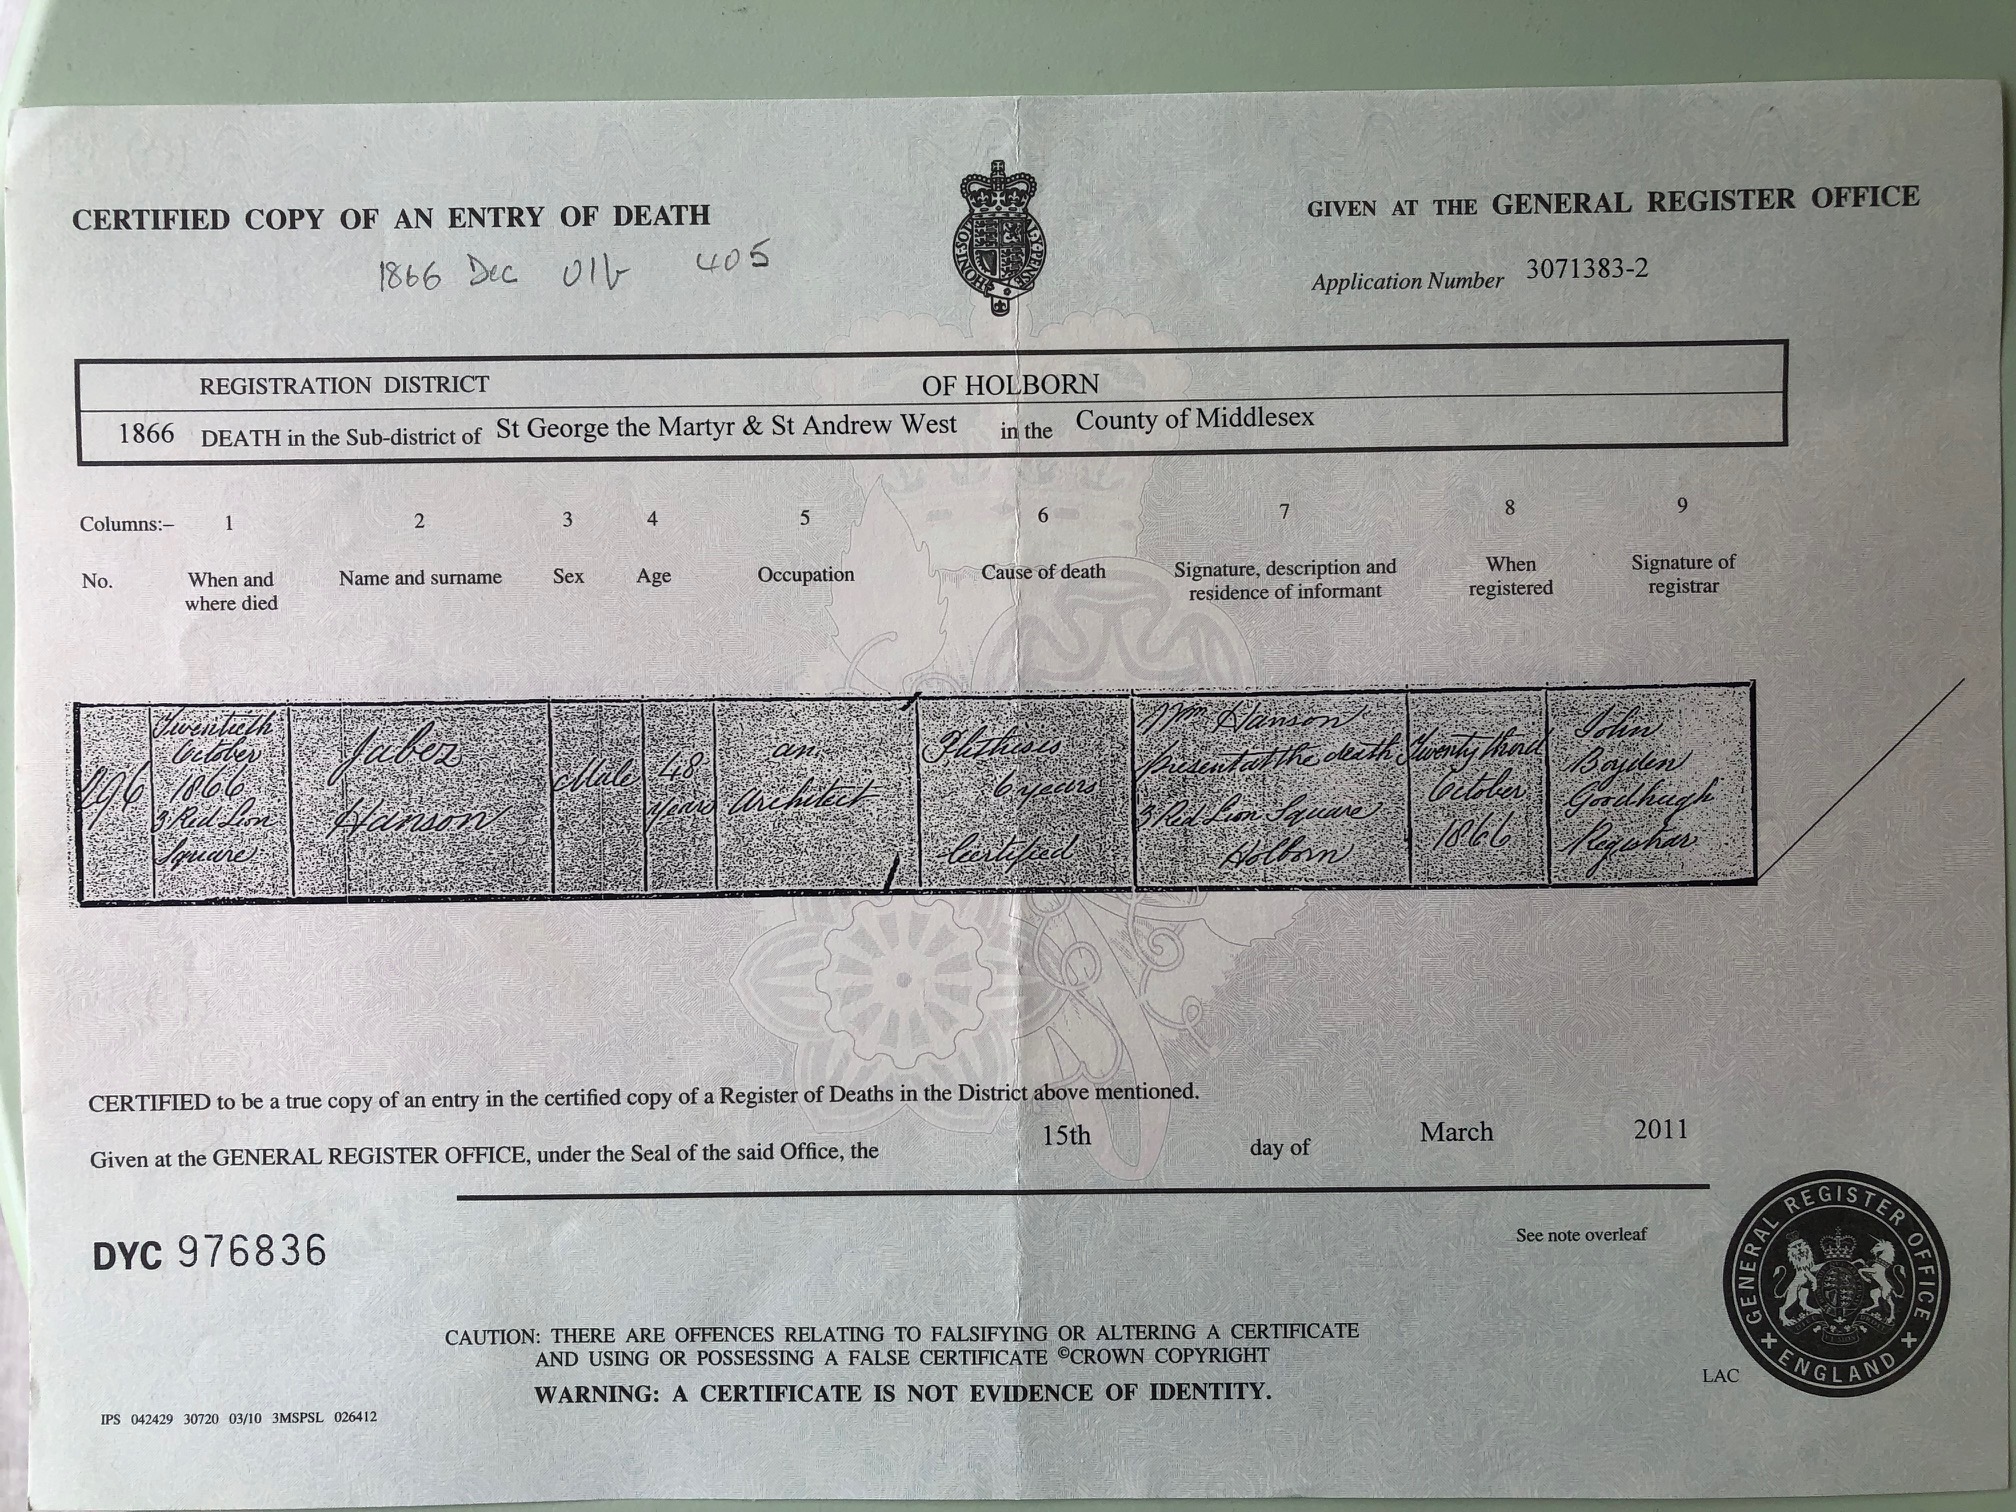 CERTIFIED COPY OF AN ENTRY OF DEATH
GIVEN AT THE GENERAL REGISTER OFFICE
1866 Dec 01b 405
Application Number 3071383-2
HONI·SOI AL·Y·PENSE
REGISTRATION DISTRICT OF HOLBORN
1866 DEATH in the Sub-district of St George the Martyr & St Andrew West in the County of Middlesex
Columns:– 1 2 3 4 5 6 7 8 9
No. When and where died Name and surname Sex Age Occupation Cause of death Signature, description and residence of informant When registered Signature of registrar
296
Twentieth
October
1866
3 Red Lion
Square
Jabez
Hanson
Male
48
years
an
Architect
Phthisis
6 years
Certified
Wm Hanson
present at the death
3 Red Lion Square
Holborn
Twenty third
October
1866
John
Boyden
Goodhugh
Registrar
CERTIFIED to be a true copy of an entry in the certified copy of a Register of Deaths in the District above mentioned.
Given at the GENERAL REGISTER OFFICE, under the Seal of the said Office, the 15th day of March 2011
DYC 976836
See note overleaf
GENERAL REGISTER OFFICE
ENGLAND
CAUTION: THERE ARE OFFENCES RELATING TO FALSIFYING OR ALTERING A CERTIFICATE
AND USING OR POSSESSING A FALSE CERTIFICATE ©CROWN COPYRIGHT
WARNING: A CERTIFICATE IS NOT EVIDENCE OF IDENTITY.
LAC
IPS 042429 30720 03/10 3MSPSL 026412